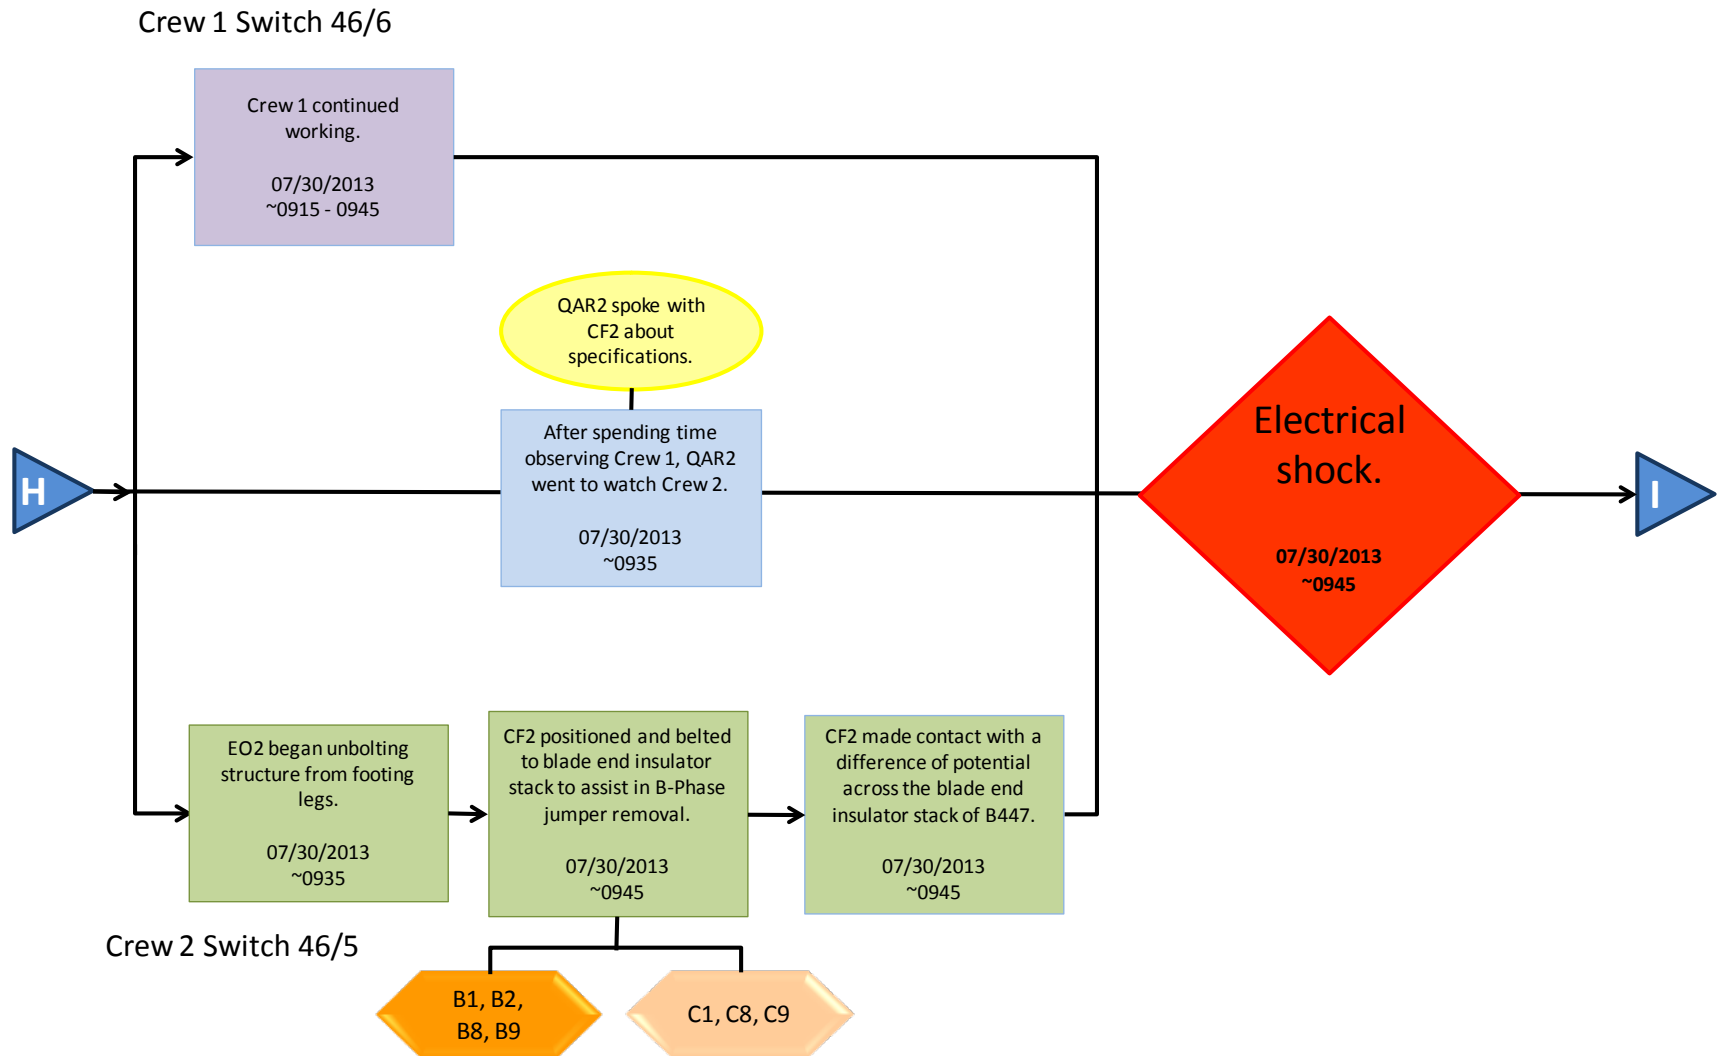 Crew 1 Switch 46/6
Crew 1 continued
working.
07/30/2013
~0915 - 0945
QAR2 spoke with
CF2 about
specifications.
H
After spending time
observing Crew 1, QAR2
went to watch Crew 2.
07/30/2013
~0935
Electrical
shock.
07/30/2013
~0945
I
EO2 began unbolting
structure from footing
legs.
07/30/2013
~0935
CF2 positioned and belted
to blade end insulator
stack to assist in B-Phase
jumper removal.
07/30/2013
~0945
CF2 made contact with a
difference of potential
across the blade end
insulator stack of B447.
07/30/2013
~0945
Crew 2 Switch 46/5
B1, B2,
B8, B9
C1, C8, C9